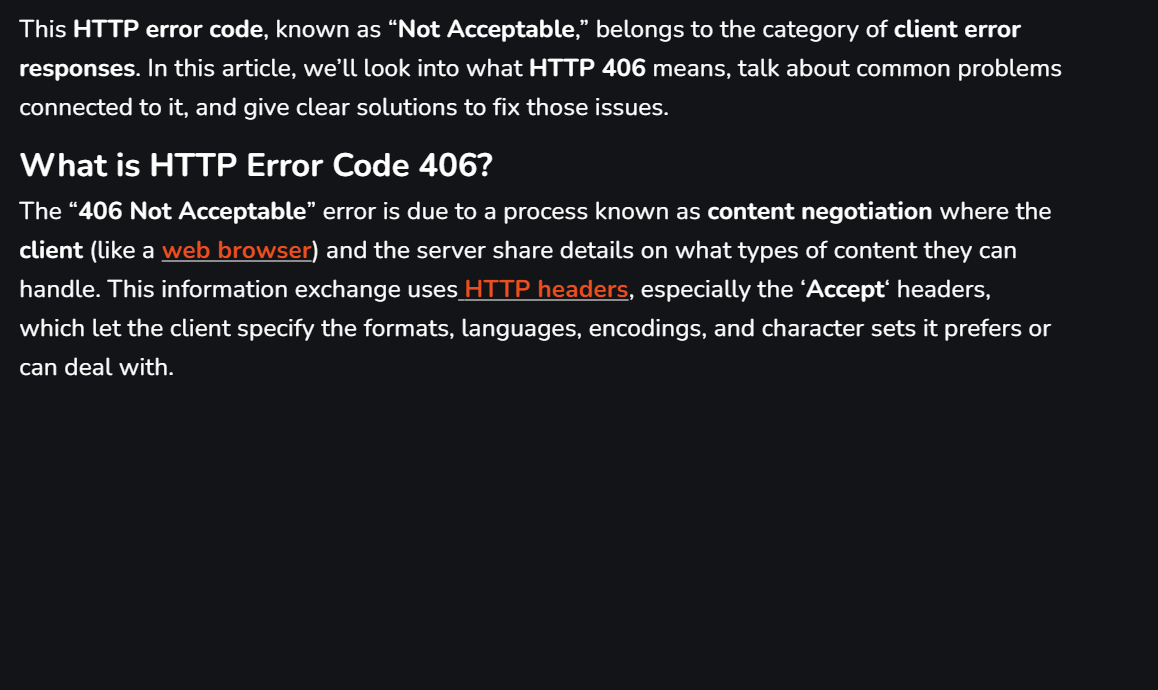 This HTTP error code, known as “Not Acceptable,” belongs to the category of client error
responses. In this article, we’ll look into what HTTP 406 means, talk about common problems
connected to it, and give clear solutions to fix those issues.
What is HTTP Error Code 406?
The “406 Not Acceptable” error is due to a process known as content negotiation where the
client (like a web browser) and the server share details on what types of content they can
handle. This information exchange uses HTTP headers, especially the ‘Accept‘ headers,
which let the client specify the formats, languages, encodings, and character sets it prefers or
can deal with.